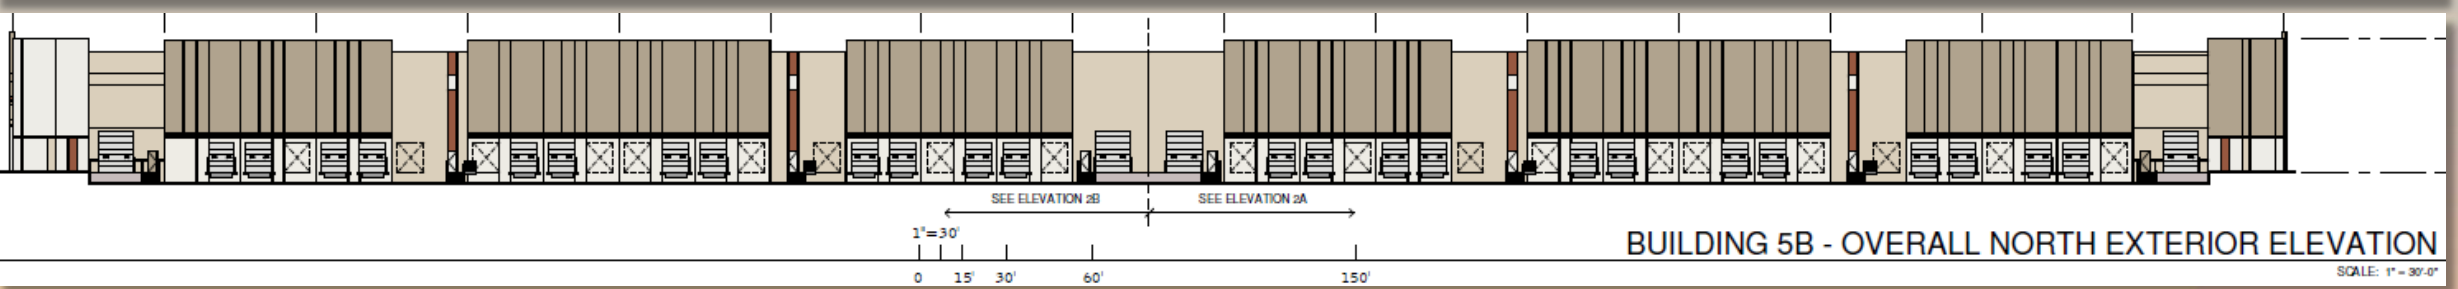 SEE ELEVATION 2B
SEE ELEVATION 2A
1"=30'
0 15' 30' 60' 150'
BUILDING 5B - OVERALL NORTH EXTERIOR ELEVATION
SCALE: 1" = 30'-0"